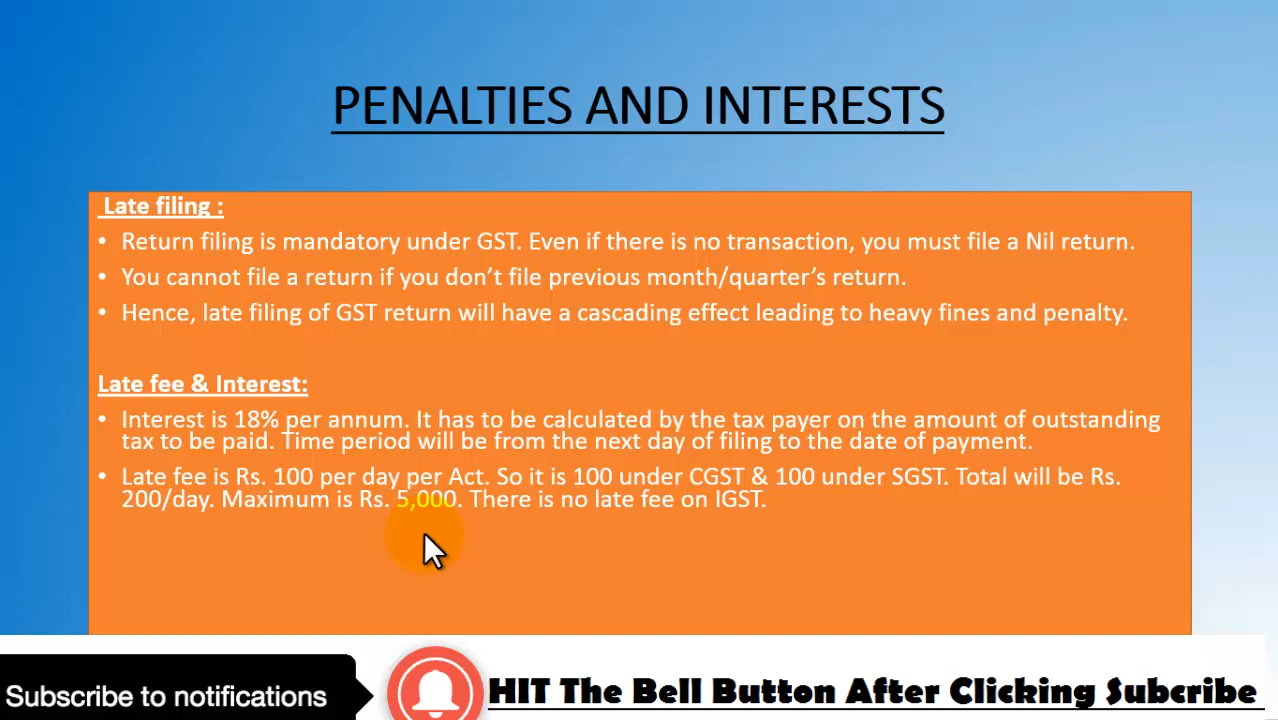 PENALTIES AND INTERESTS
Late filing :
• Return filing is mandatory under GST. Even if there is no transaction, you must file a Nil return.
• You cannot file a return if you don’t file previous month/quarter’s return.
• Hence, late filing of GST return will have a cascading effect leading to heavy fines and penalty.
Late fee & Interest:
• Interest is 18% per annum. It has to be calculated by the tax payer on the amount of outstanding
tax to be paid. Time period will be from the next day of filing to the date of payment.
• Late fee is Rs. 100 per day per Act. So it is 100 under CGST & 100 under SGST. Total will be Rs.
200/day. Maximum is Rs. 5,000. There is no late fee on IGST.
Subscribe to notifications
HIT The Bell Button After Clicking Subcribe